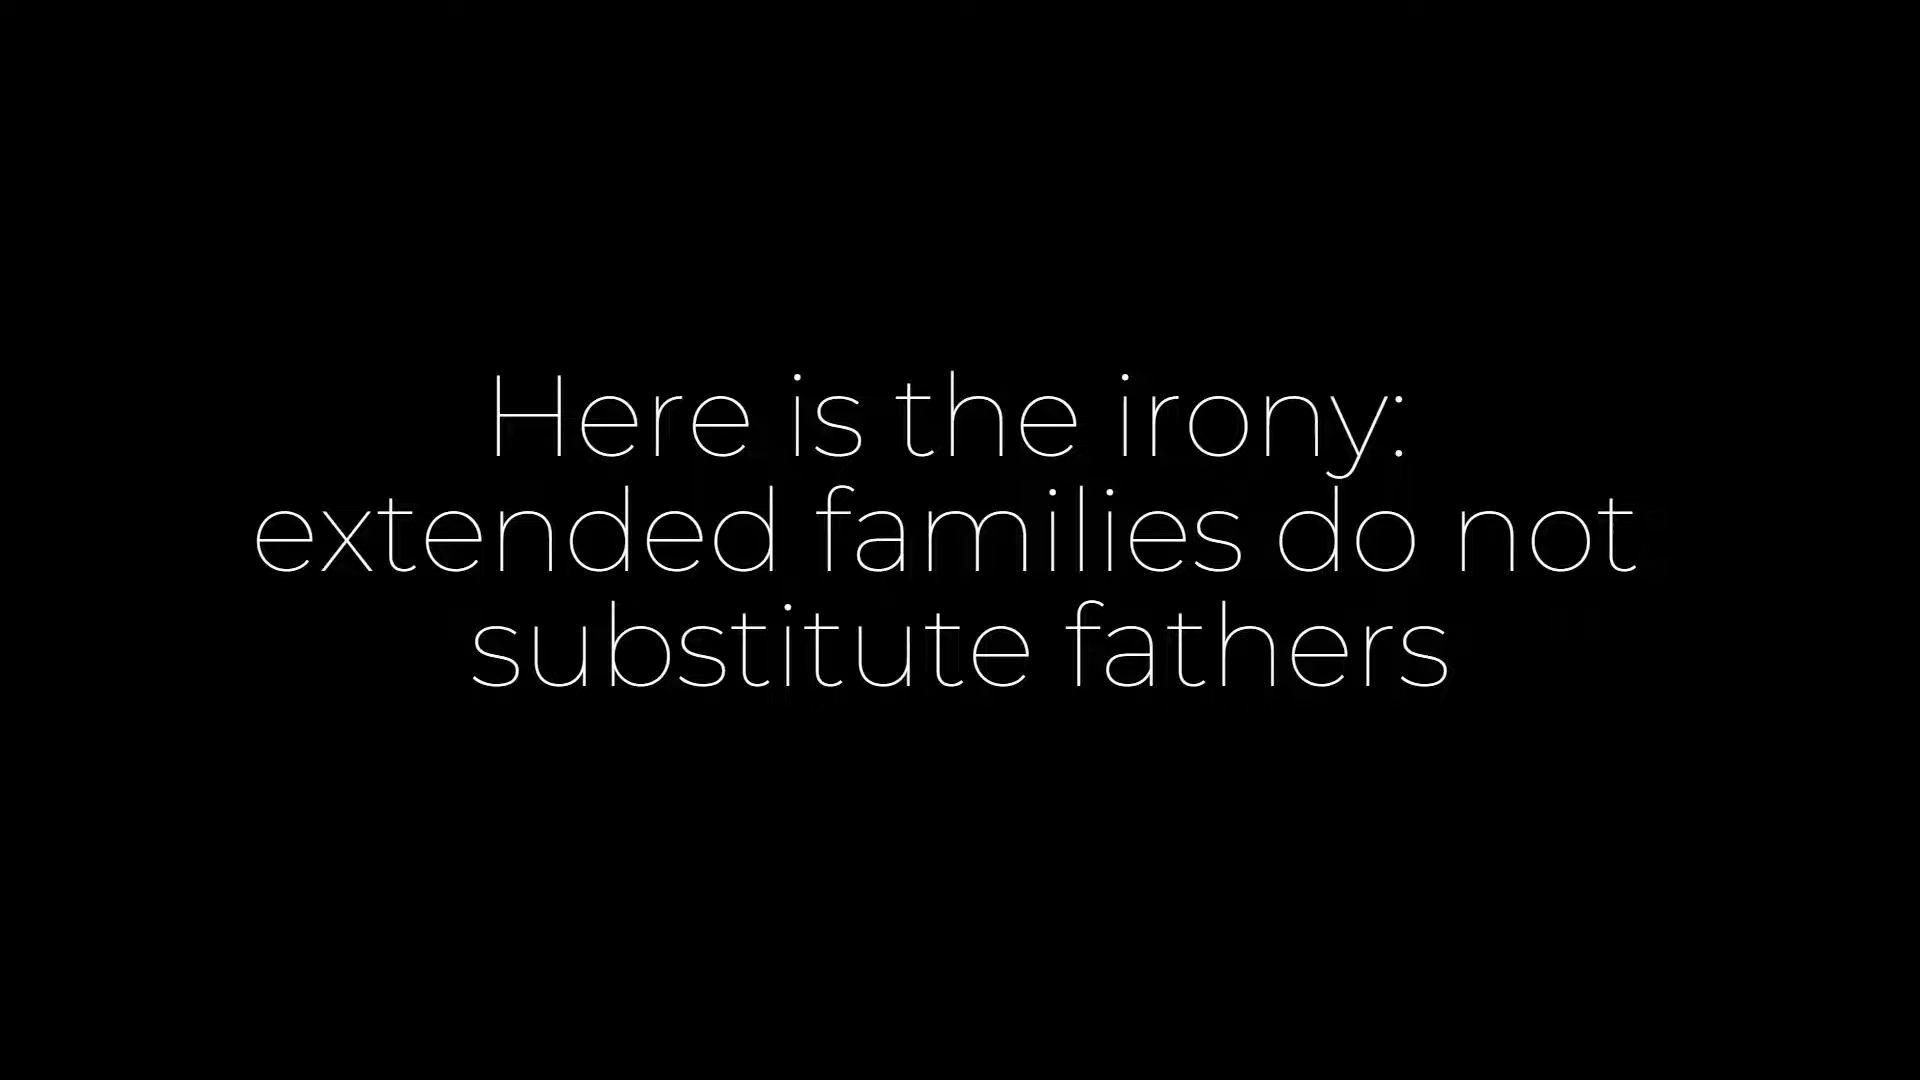 Here is the irony:
extended families do not
substitute fathers